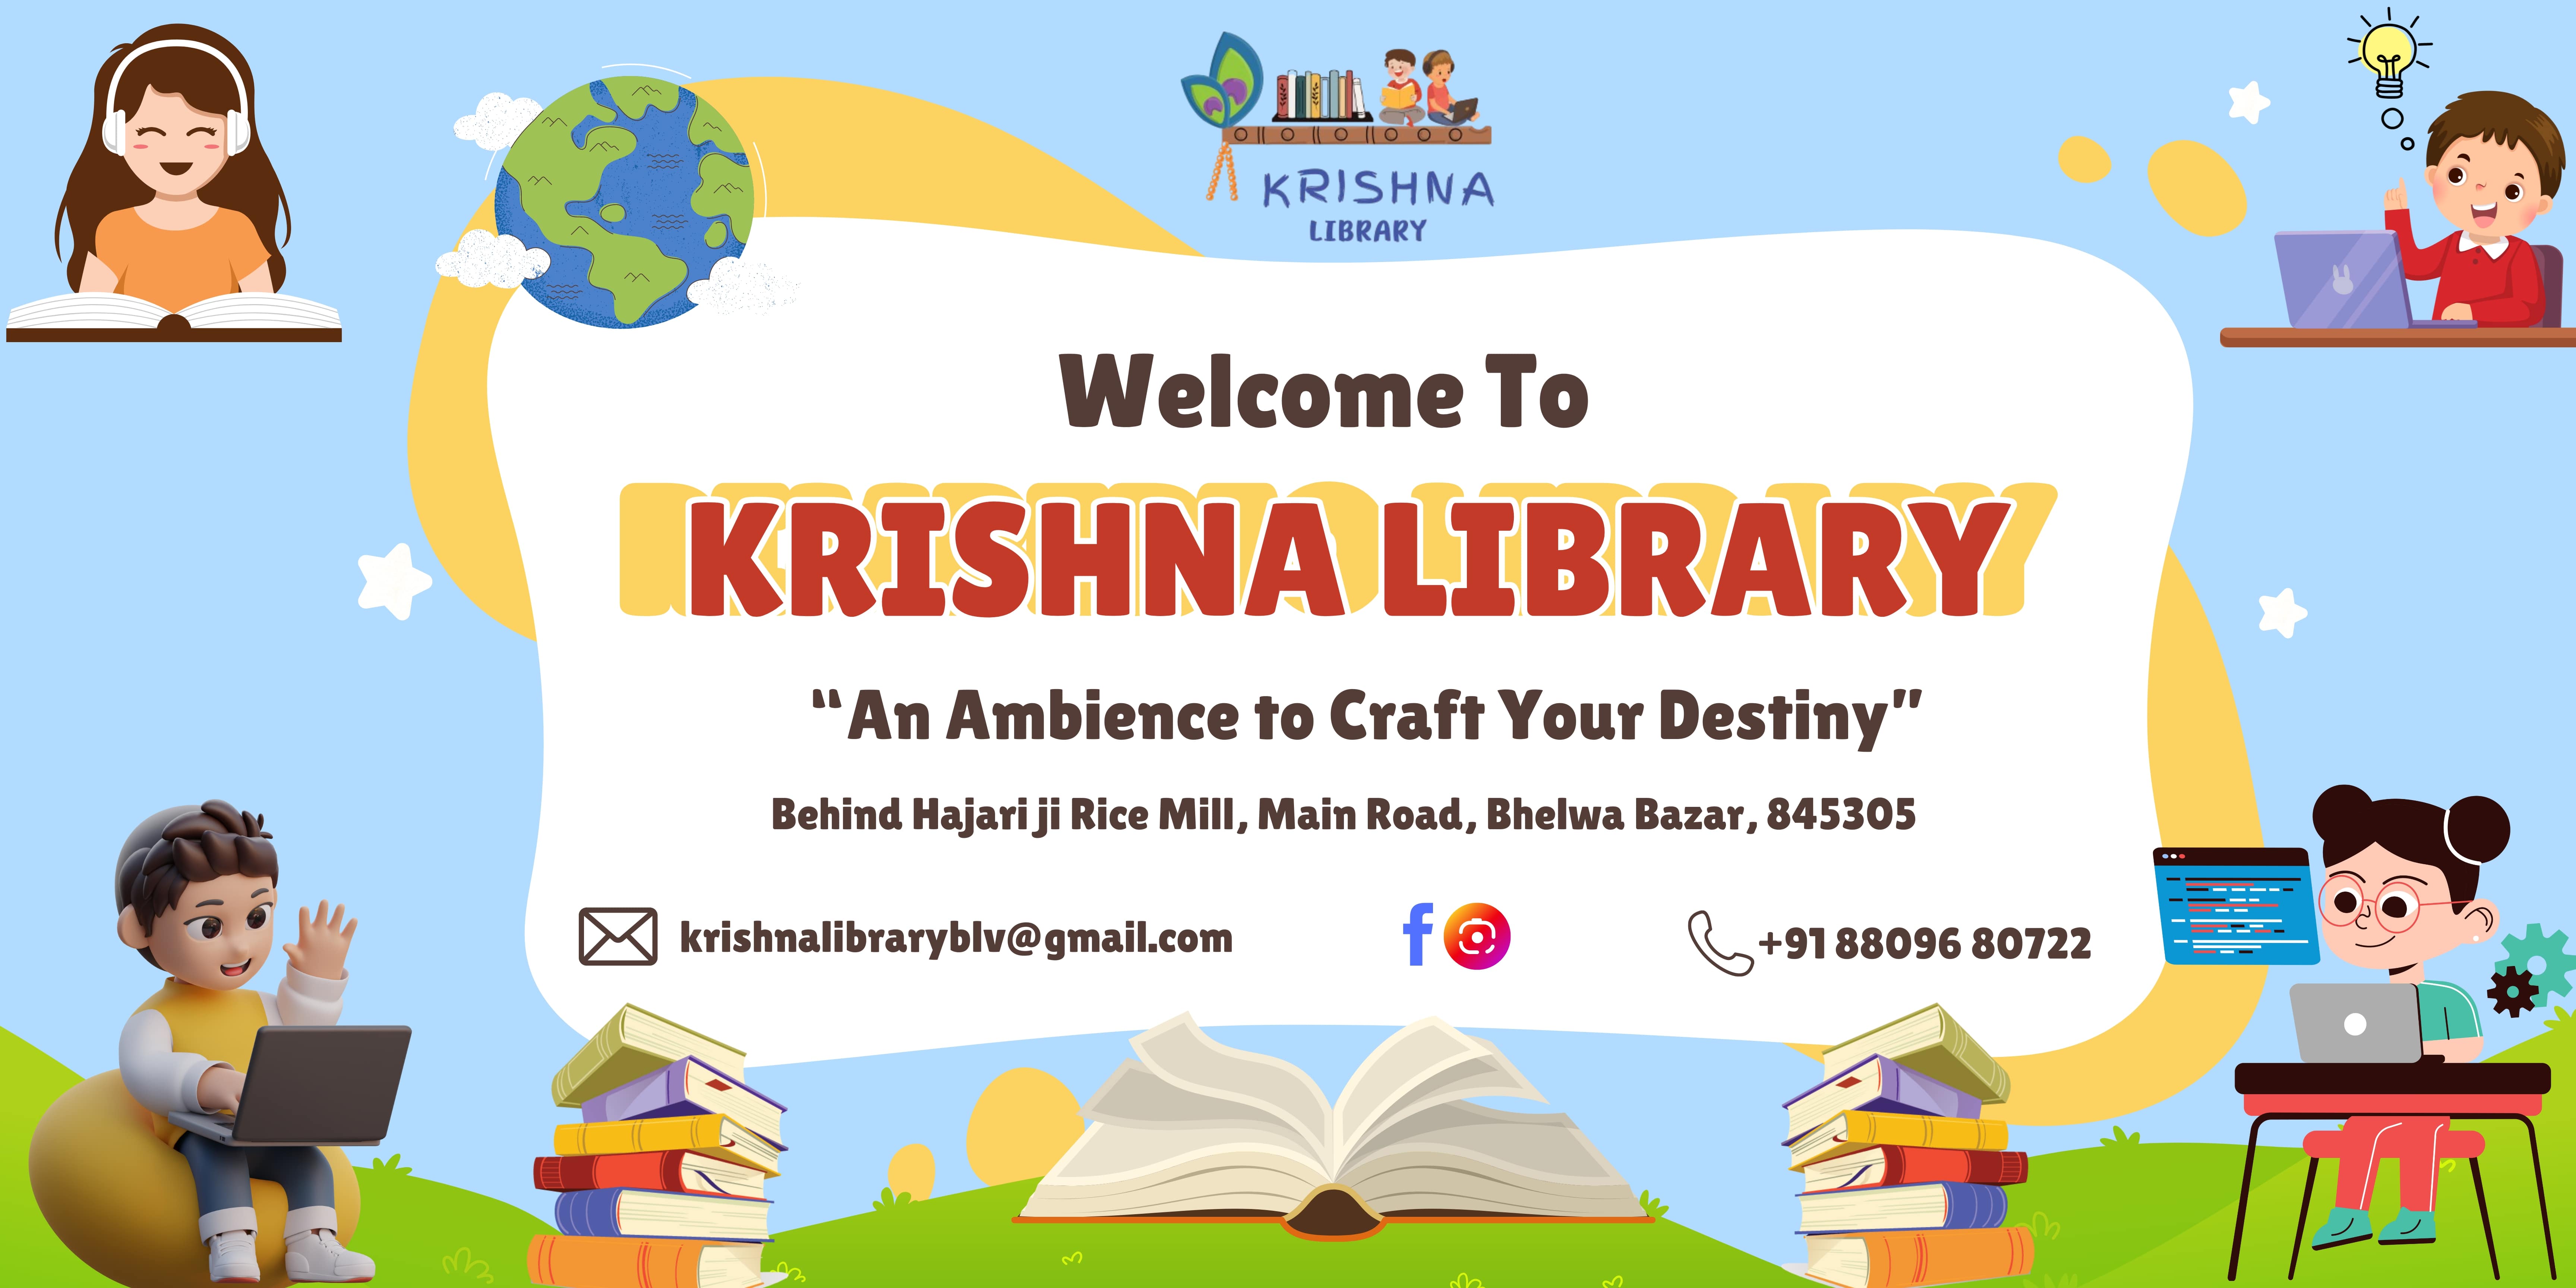 KRISHNA
LIBRARY
Welcome To
KRISHNA LIBRARY
“An Ambience to Craft Your Destiny”
Behind Hajari ji Rice Mill, Main Road, Bhelwa Bazar, 845305
krishnalibraryblv@gmail.com
f
+91 88096 80722